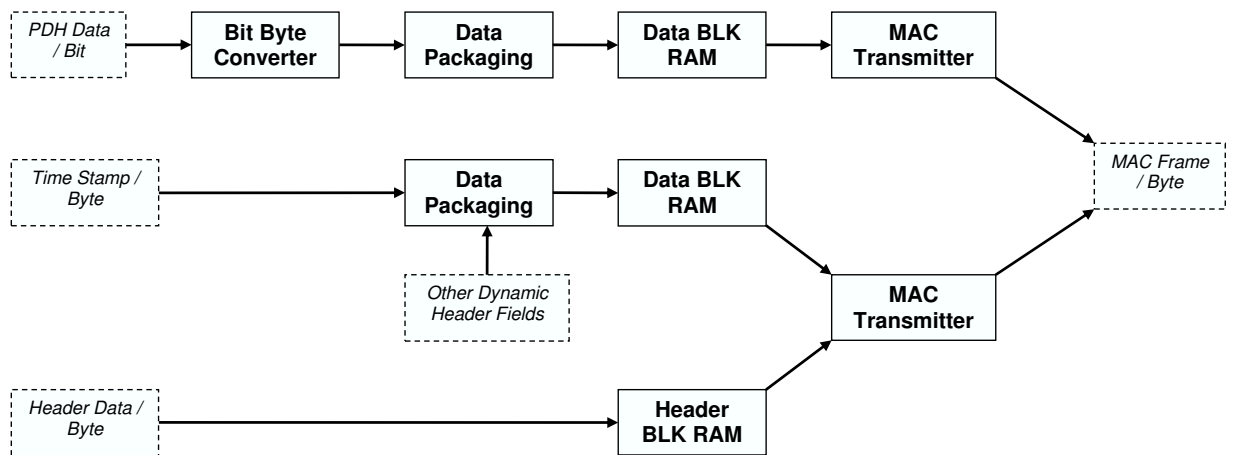 PDH Data
/ Bit
Bit Byte
Converter
Data
Packaging
Data BLK
RAM
MAC
Transmitter
Time Stamp /
Byte
Data
Packaging
Data BLK
RAM
MAC Frame
/ Byte
Other Dynamic
Header Fields
MAC
Transmitter
Header Data /
Byte
Header
BLK RAM